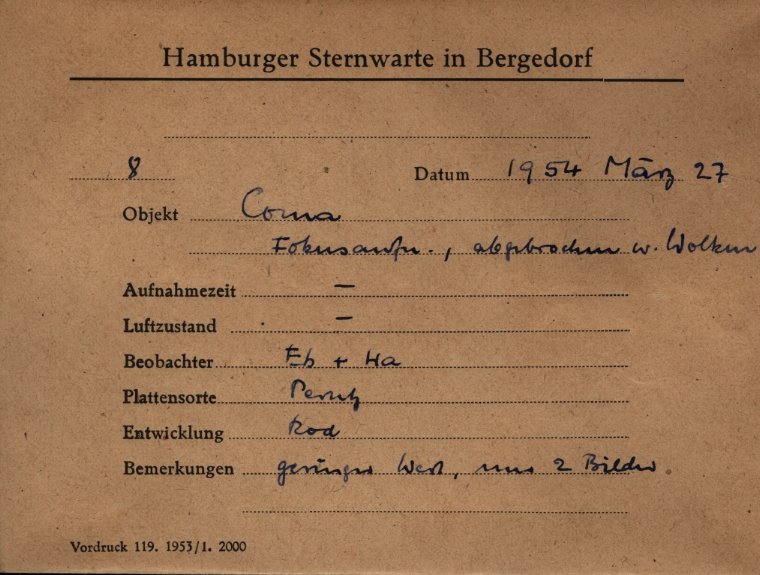 Hamburger Sternwarte in Bergedorf
8 Datum 1954 März 27
Objekt Coma
Fokusaufn., abgebrochen w. Wolken
Aufnahmezeit –
Luftzustand –
Beobachter Eb + Ha
Plattensorte Perutz
Entwicklung Rod
Bemerkungen geringer Wert, nur 2 Bilder.
Vordruck 119. 1953/1. 2000